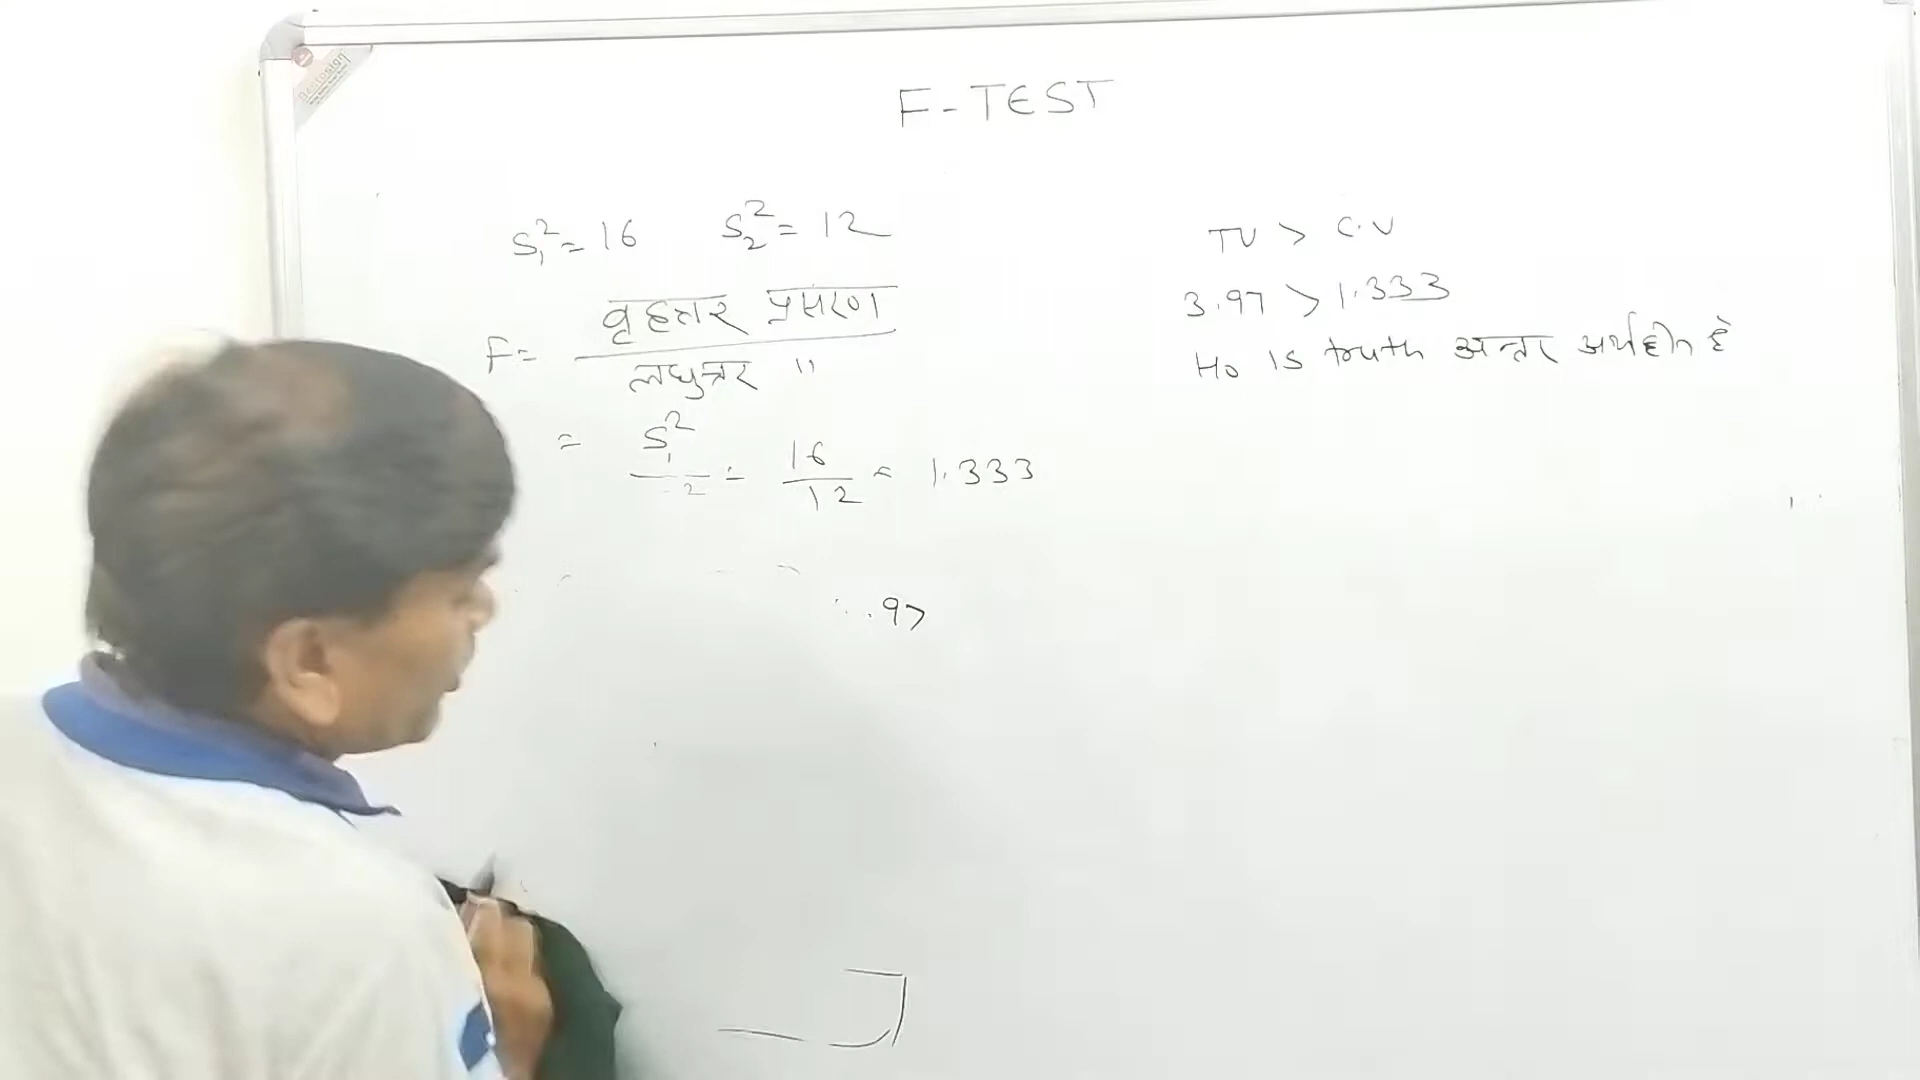 F-TEST
S₁² = 16 S₂² = 12
F = वृहत्तर प्रसरण
लघुत्तर "
= S₁² = 16/12 = 1.333
.97
TV > C.V
3.97 > 1.333
Ho is truth अन्तर अर्थहीन है